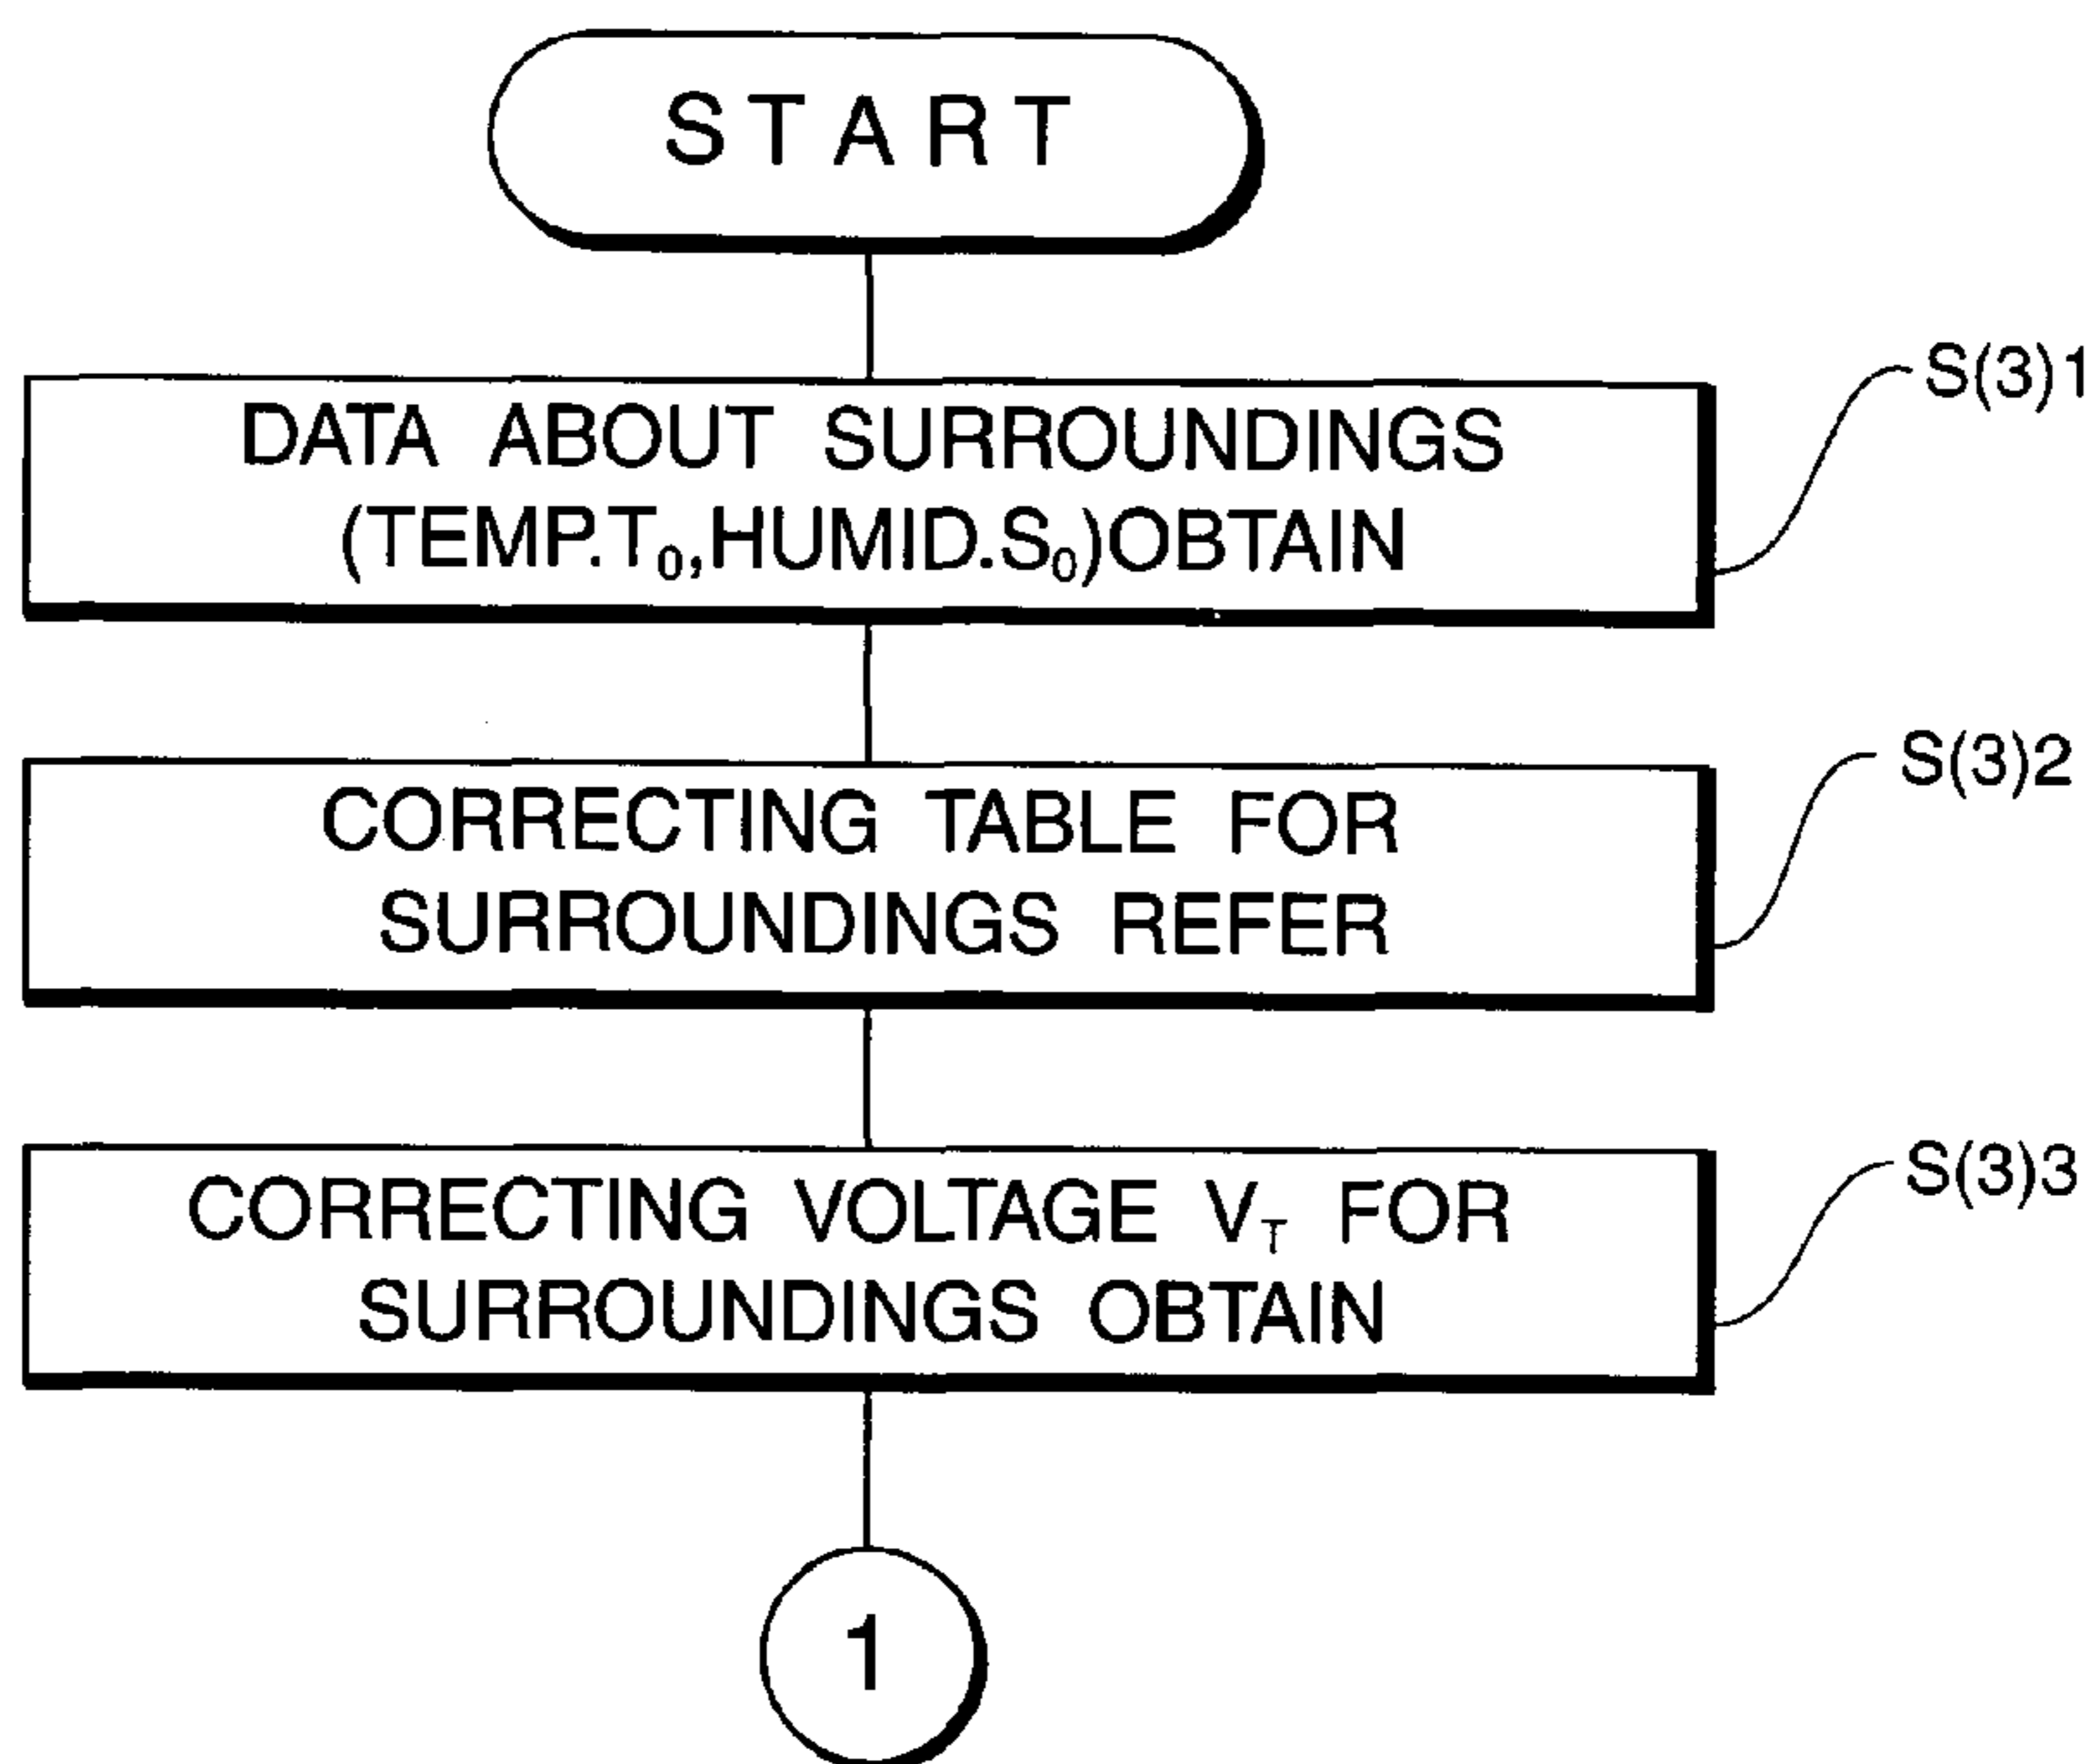 START
S(3)1
DATA ABOUT SURROUNDINGS
(TEMP.T₀,HUMID.S₀)OBTAIN
S(3)2
CORRECTING TABLE FOR
SURROUNDINGS REFER
S(3)3
CORRECTING VOLTAGE V_T FOR
SURROUNDINGS OBTAIN
1